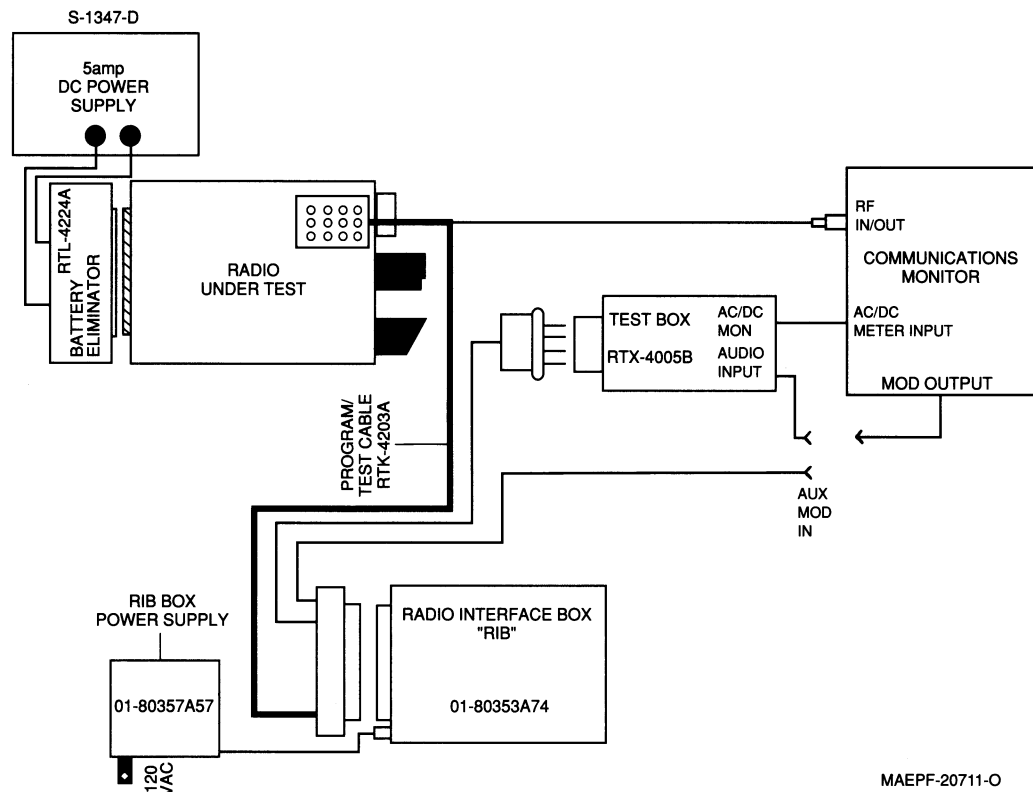 S-1347-D
5amp
DC POWER
SUPPLY
RTL-4224A
BATTERY
ELIMINATOR
RADIO
UNDER TEST
RF
IN/OUT
COMMUNICATIONS
MONITOR
AC/DC
METER INPUT
MOD OUTPUT
TEST BOX
RTX-4005B
AC/DC
MON
AUDIO
INPUT
PROGRAM/
TEST CABLE
RTK-4203A
AUX
MOD
IN
RIB BOX
POWER SUPPLY
01-80357A57
120
VAC
RADIO INTERFACE BOX
"RIB"
01-80353A74
MAEPF-20711-O